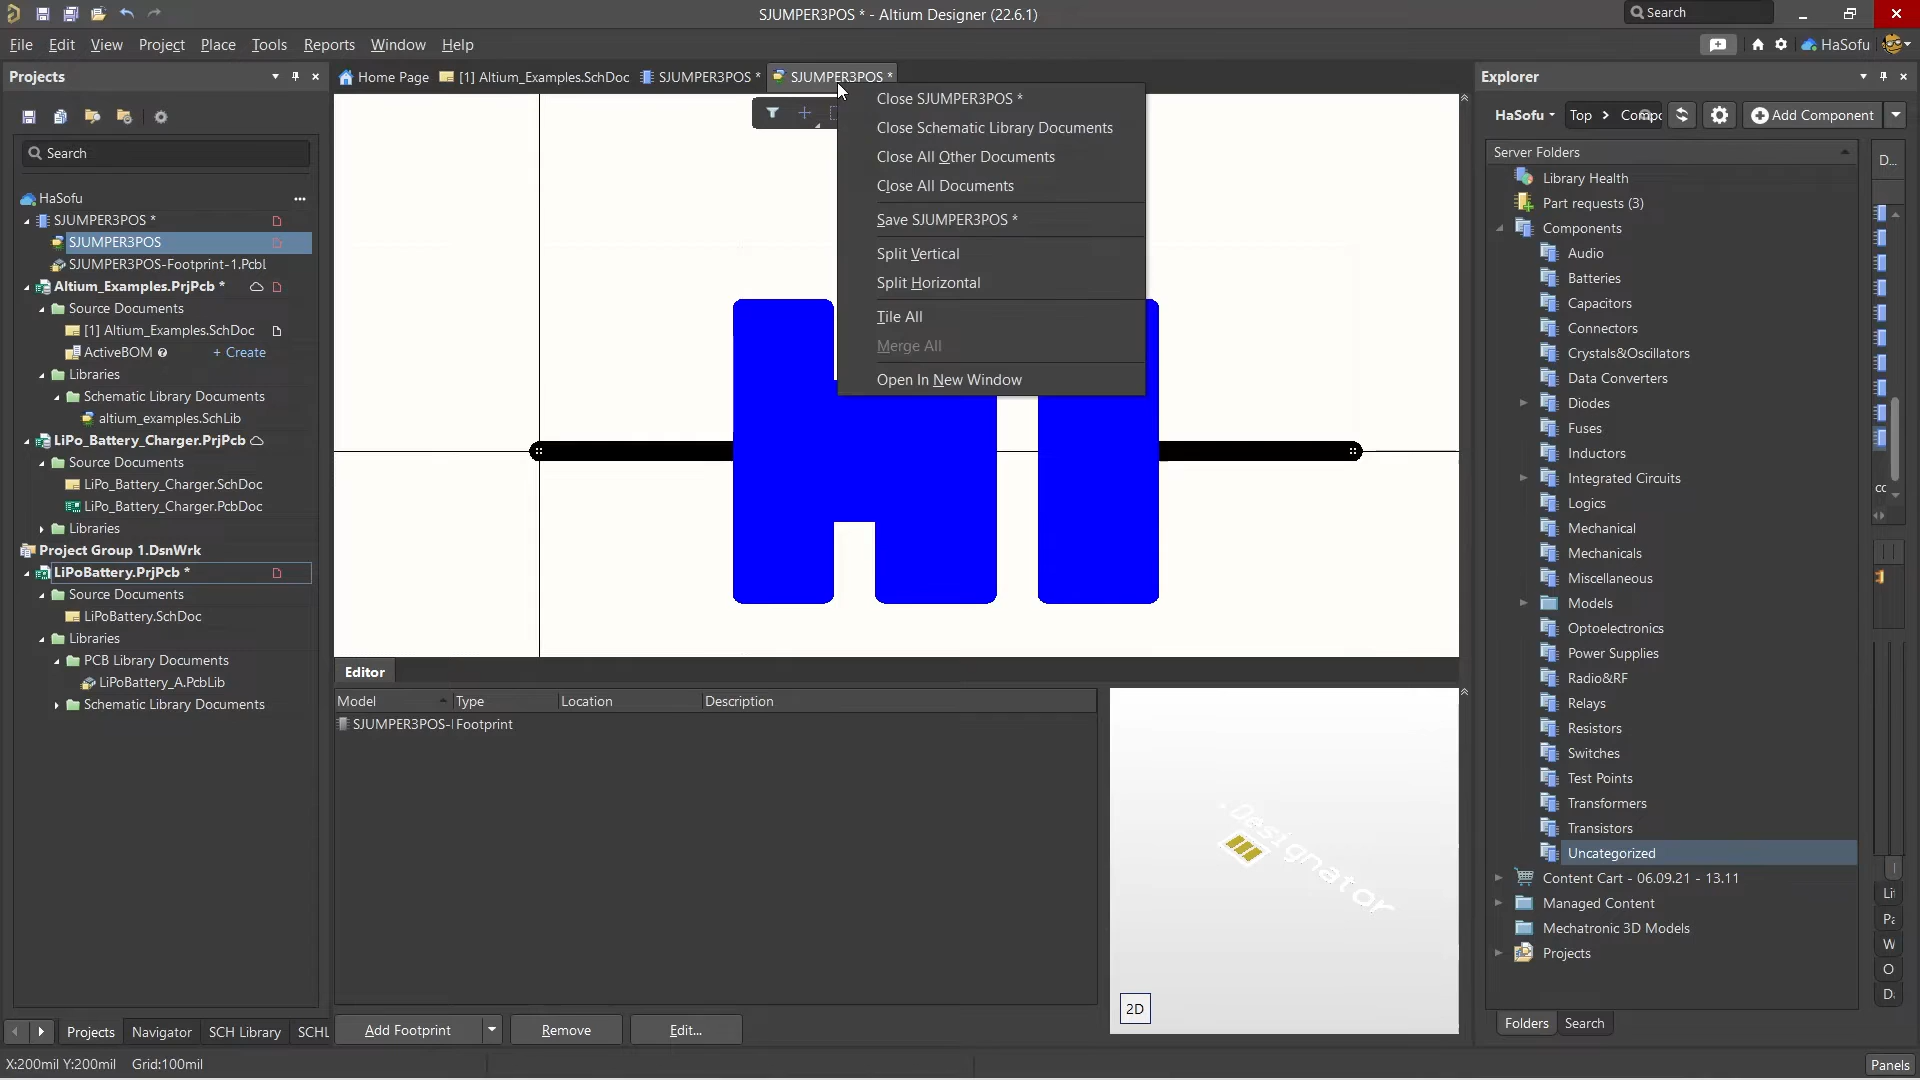 SJUMPER3POS * - Altium Designer (22.6.1)
Search
File Edit View Project Place Tools Reports Window Help
HaSofu
Projects
Home Page
[1] Altium_Examples.SchDoc
SJUMPER3POS *
SJUMPER3POS *
Explorer
Search
HaSofu
SJUMPER3POS *
SJUMPER3POS
SJUMPER3POS-Footprint-1.Pcbl
Altium_Examples.PrjPcb *
Source Documents
[1] Altium_Examples.SchDoc
ActiveBOM + Create
Libraries
Schematic Library Documents
altium_examples.SchLib
LiPo_Battery_Charger.PrjPcb
Source Documents
LiPo_Battery_Charger.SchDoc
LiPo_Battery_Charger.PcbDoc
Libraries
Project Group 1.DsnWrk
LiPoBattery.PrjPcb *
Source Documents
LiPoBattery.SchDoc
Libraries
PCB Library Documents
LiPoBattery_A.PcbLib
Schematic Library Documents
Close SJUMPER3POS *
Close Schematic Library Documents
Close All Other Documents
Close All Documents
Save SJUMPER3POS *
Split Vertical
Split Horizontal
Tile All
Merge All
Open In New Window
Editor
Model Type Location Description
SJUMPER3POS- Footprint
Designator
2D
Add Footprint
Remove
Edit...
HaSofu
Top > Compo
Add Component
Server Folders
D...
Library Health
Part requests (3)
Components
Audio
Batteries
Capacitors
Connectors
Crystals&Oscillators
Data Converters
Diodes
Fuses
Inductors
Integrated Circuits
Logics
Mechanical
Mechanicals
Miscellaneous
Models
Optoelectronics
Power Supplies
Radio&RF
Relays
Resistors
Switches
Test Points
Transformers
Transistors
Uncategorized
Content Cart - 06.09.21 - 13.11
Managed Content
Mechatronic 3D Models
Projects
Folders Search
Projects Navigator SCH Library SCHL
X:200mil Y:200mil Grid:100mil
Panels